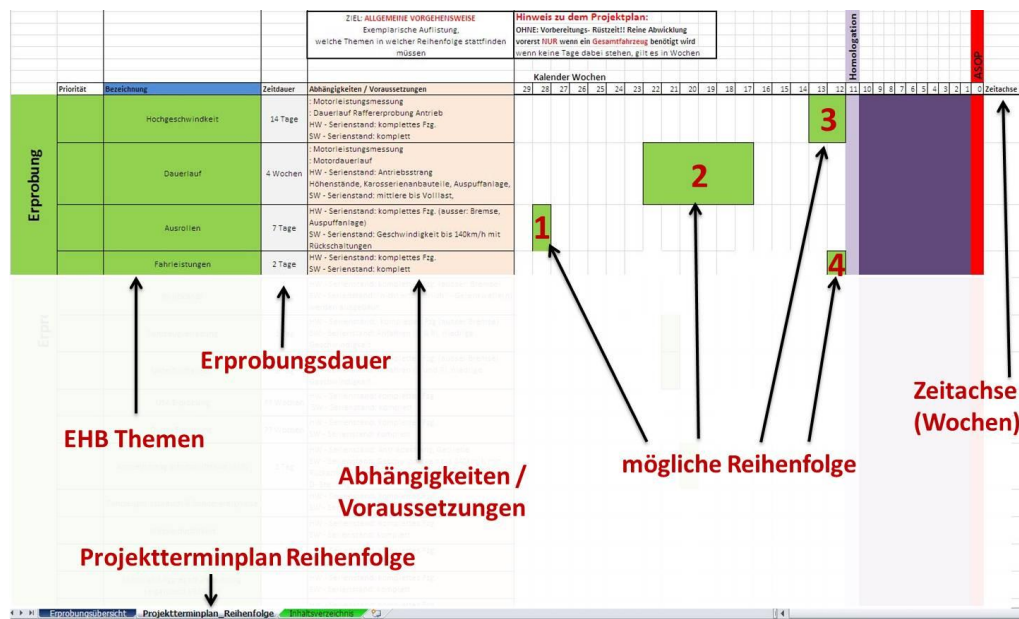 ZIEL: ALLGEMEINE VORGEHENSWEISE
Exemplarische Auflistung,
welche Themen in welcher Reihenfolge stattfinden
müssen
Hinweis zu dem Projektplan:
OHNE: Vorbereitungs- Rüstzeit!! Reine Abwicklung
vorerst NUR wenn ein Gesamtfahrzeug benötigt wird
wenn keine Tage dabei stehen, gilt es in Wochen
Homologation
ASOP
Kalender Wochen
Priorität Bezeichnung Zeitdauer Abhängigkeiten / Voraussetzungen 29 28 27 26 25 24 23 22 21 20 19 18 17 16 15 14 13 12 11 10 9 8 7 6 5 4 3 2 1 0 Zeitachse
Erprobung
Hochgeschwindkeit
14 Tage
: Motorleistungsmessung
: Dauerlauf Raffererprobung Antrieb
HW - Serienstand: komplettes Fzg.
SW - Serienstand: komplett
3
Dauerlauf
4 Wochen
: Motorleistungsmessung
: Motordauerlauf
HW - Serienstand: Antriebsstrang
Höhenstände, Karosserienanbauteile, Auspuffanlage,
SW - Serienstand: mittlere bis Volllast,
2
Ausrollen
7 Tage
HW - Serienstand: komplettes Fzg. (ausser: Bremse,
Auspuffanlage)
SW - Serienstand: Geschwindigkeit bis 140km/h mit
Rückschaltungen
1
Fahrleistungen
2 Tage
HW - Serienstand: komplettes Fzg.
SW - Serienstand: komplett
4
Erprobungsdauer
EHB Themen
Abhängigkeiten /
Voraussetzungen
mögliche Reihenfolge
Zeitachse
(Wochen)
Projektterminplan Reihenfolge
Erprobungsübersicht Projektterminplan_Reihenfolge Inhaltsverzeichnis